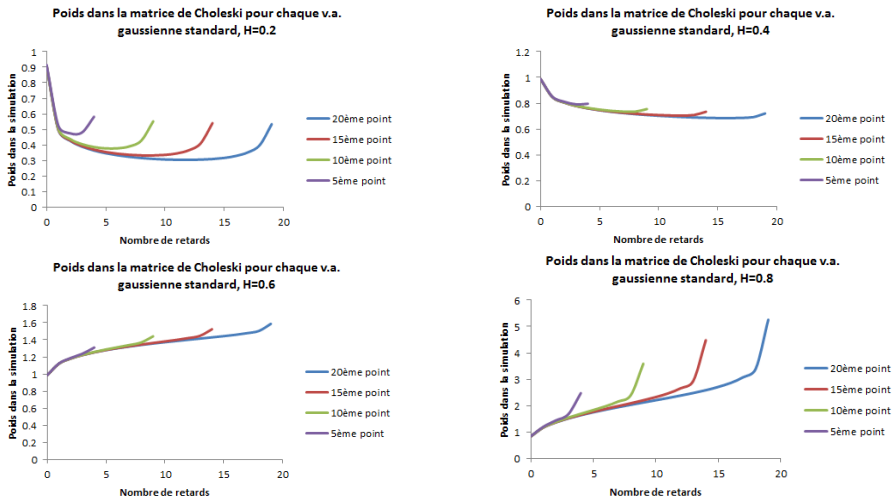 Poids dans la matrice de Choleski pour chaque v.a.
gaussienne standard, H=0.2
Poids dans la simulation
1
0.9
0.8
0.7
0.6
0.5
0.4
0.3
0.2
0.1
0
0 5 10 15 20
Nombre de retards
20ème point
15ème point
10ème point
5ème point
Poids dans la matrice de Choleski pour chaque v.a.
gaussienne standard, H=0.4
Poids dans la simulation
1.2
1
0.8
0.6
0.4
0.2
0
0 5 10 15 20
Nombre de retards
20ème point
15ème point
10ème point
5ème point
Poids dans la matrice de Choleski pour chaque v.a.
gaussienne standard, H=0.6
Poids dans la simulation
1.8
1.6
1.4
1.2
1
0.8
0.6
0.4
0.2
0
0 5 10 15 20
Nombre de retards
20ème point
15ème point
10ème point
5ème point
Poids dans la matrice de Choleski pour chaque v.a.
gaussienne standard, H=0.8
Poids dans la simulation
6
5
4
3
2
1
0
0 5 10 15 20
Nombre de retards
20ème point
15ème point
10ème point
5ème point